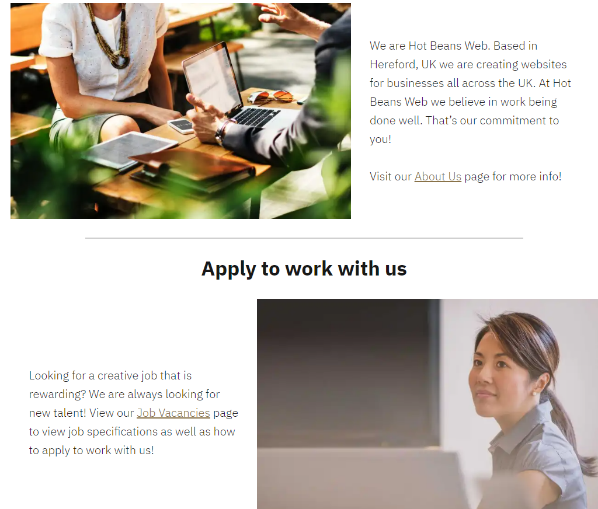 We are Hot Beans Web. Based in
Hereford, UK we are creating websites
for businesses all across the UK. At Hot
Beans Web we believe in work being
done well. That's our commitment to
you!
Visit our About Us page for more info!
Apply to work with us
Looking for a creative job that is
rewarding? We are always looking for
new talent! View our Job Vacancies page
to view job specifications as well as how
to apply to work with us!